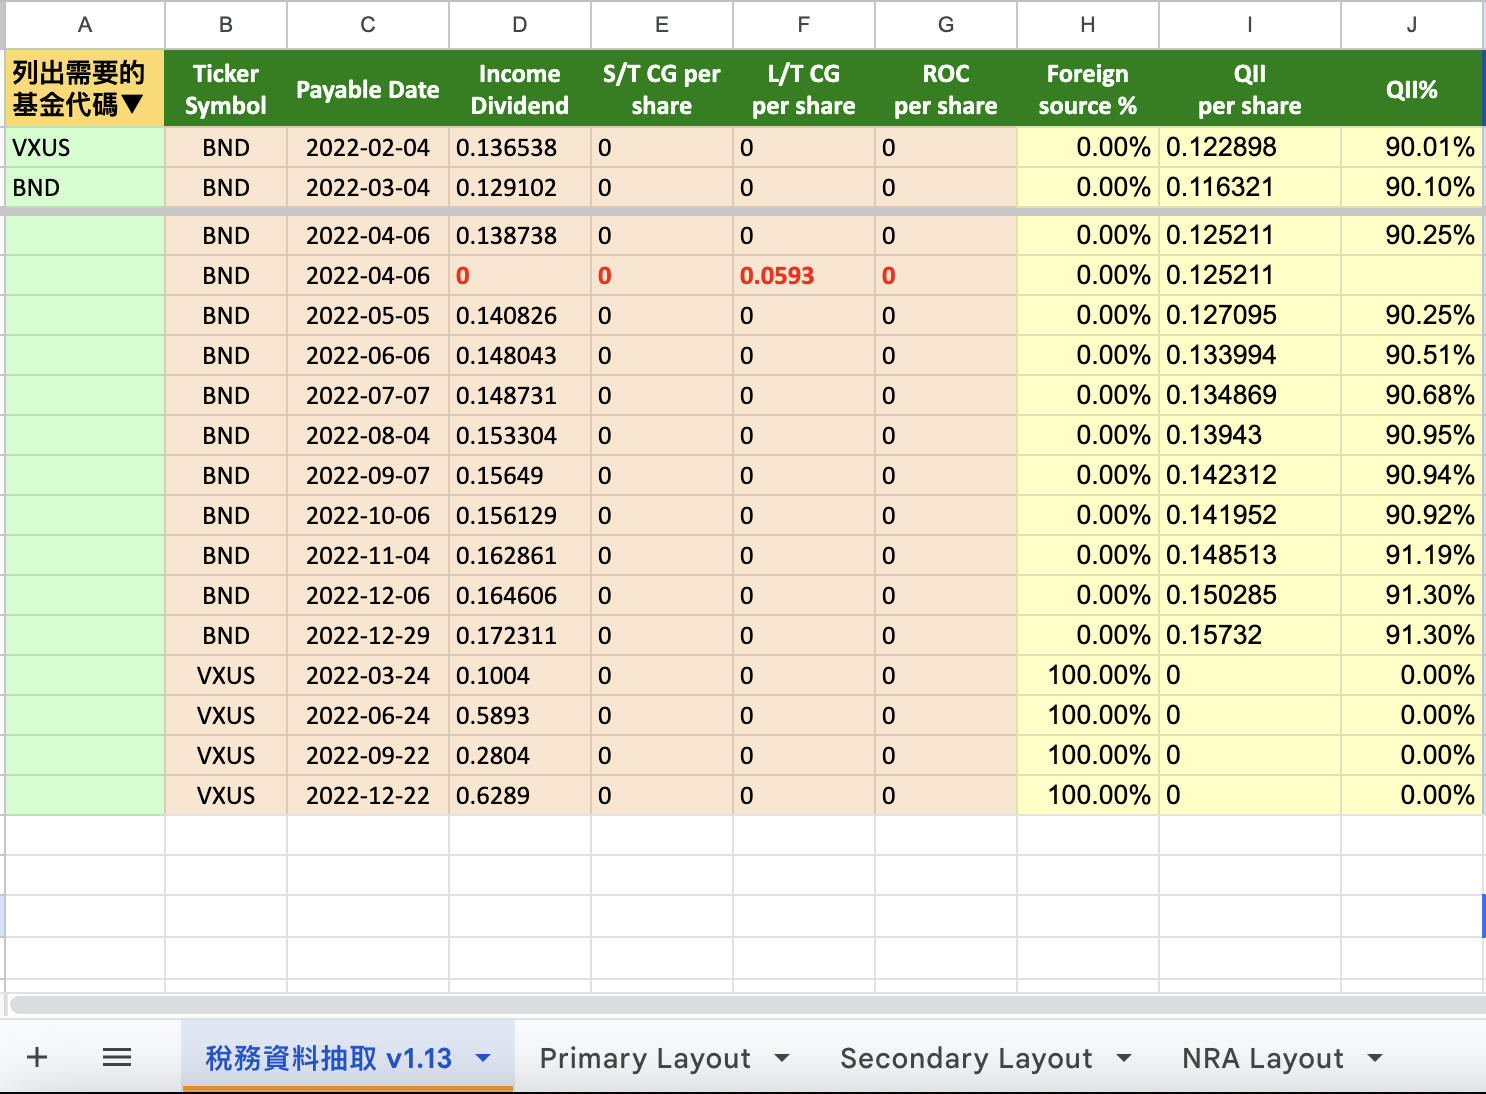 A B C D E F G H I J
列出需要的 基金代碼▼ Ticker Symbol Payable Date Income Dividend S/T CG per share L/T CG per share ROC per share Foreign source % QII per share QII%
VXUS BND 2022-02-04 0.136538 0 0 0 0.00% 0.122898 90.01%
BND BND 2022-03-04 0.129102 0 0 0 0.00% 0.116321 90.10%
BND 2022-04-06 0.138738 0 0 0 0.00% 0.125211 90.25%
BND 2022-04-06 0 0 0.0593 0 0.00% 0.125211
BND 2022-05-05 0.140826 0 0 0 0.00% 0.127095 90.25%
BND 2022-06-06 0.148043 0 0 0 0.00% 0.133994 90.51%
BND 2022-07-07 0.148731 0 0 0 0.00% 0.134869 90.68%
BND 2022-08-04 0.153304 0 0 0 0.00% 0.13943 90.95%
BND 2022-09-07 0.15649 0 0 0 0.00% 0.142312 90.94%
BND 2022-10-06 0.156129 0 0 0 0.00% 0.141952 90.92%
BND 2022-11-04 0.162861 0 0 0 0.00% 0.148513 91.19%
BND 2022-12-06 0.164606 0 0 0 0.00% 0.150285 91.30%
BND 2022-12-29 0.172311 0 0 0 0.00% 0.15732 91.30%
VXUS 2022-03-24 0.1004 0 0 0 100.00% 0 0.00%
VXUS 2022-06-24 0.5893 0 0 0 100.00% 0 0.00%
VXUS 2022-09-22 0.2804 0 0 0 100.00% 0 0.00%
VXUS 2022-12-22 0.6289 0 0 0 100.00% 0 0.00%
稅務資料抽取 v1.13 Primary Layout Secondary Layout NRA Layout